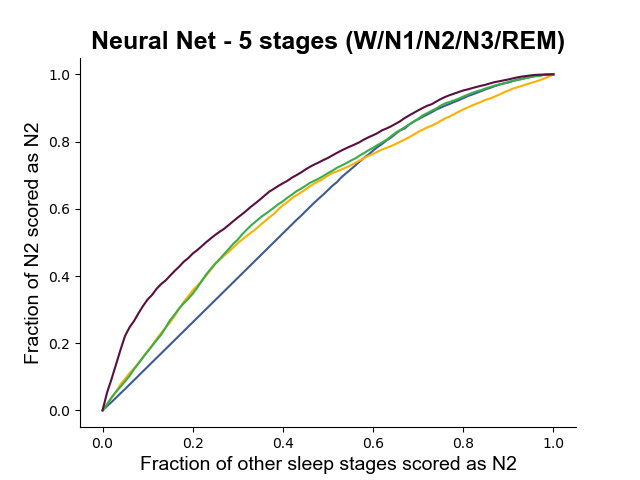 Neural Net - 5 stages (W/N1/N2/N3/REM)
Fraction of N2 scored as N2
1.0
0.8
0.6
0.4
0.2
0.0
0.0 0.2 0.4 0.6 0.8 1.0
Fraction of other sleep stages scored as N2